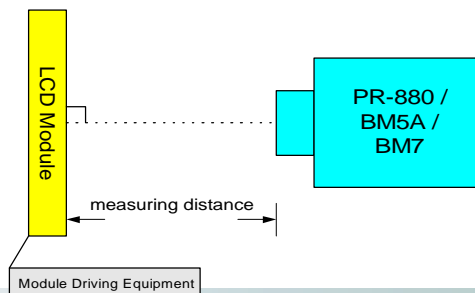 LCD Module
PR-880 /
BM5A /
BM7
measuring distance
Module Driving Equipment